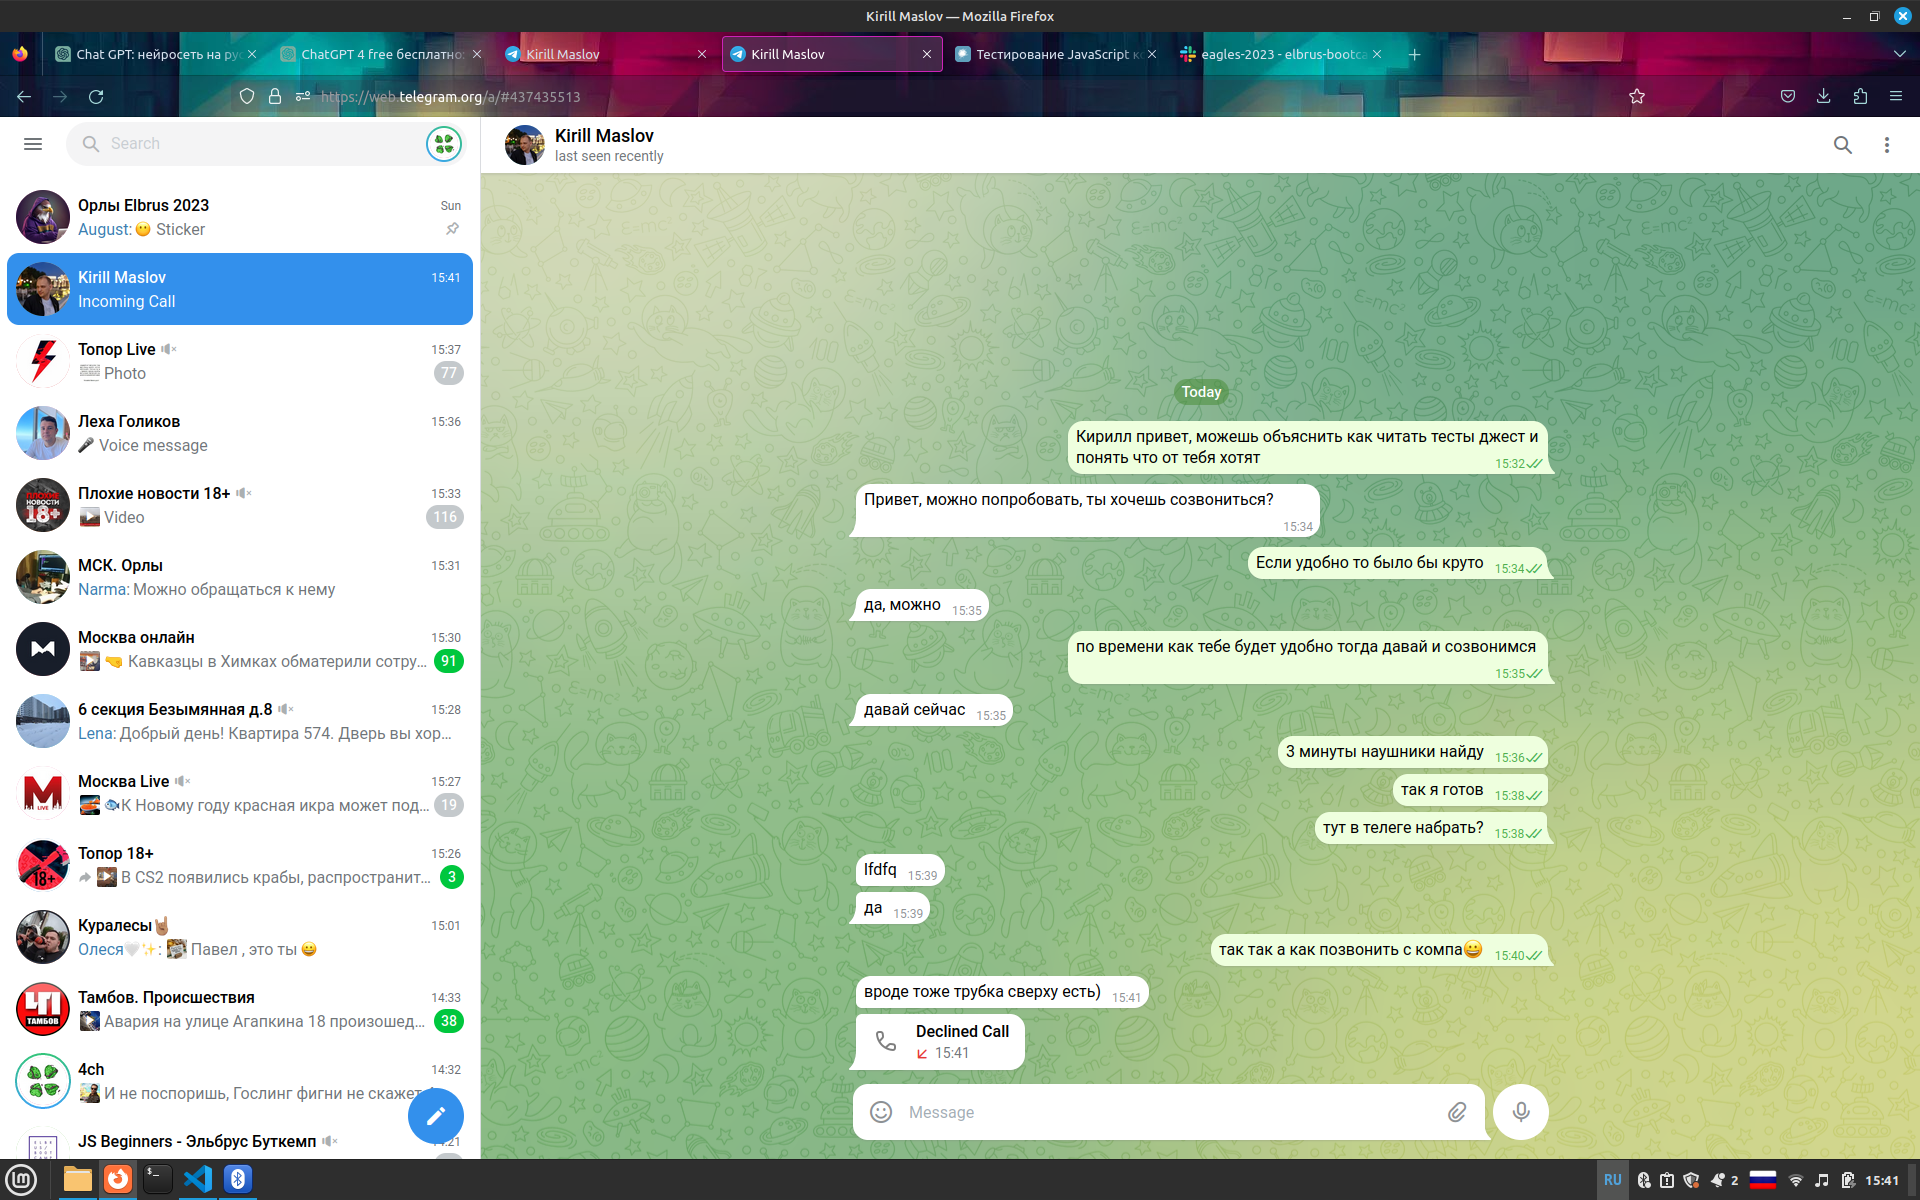 Kirill Maslov — Mozilla Firefox
Chat GPT: нейросеть на ру
ChatGPT 4 free бесплатно:
Kirill Maslov
Kirill Maslov
Тестирование JavaScript к
eagles-2023 - elbrus-bootca
https://web.telegram.org/a/#437435513
Search
Орлы Elbrus 2023
Sun
August: 😶 Sticker
Kirill Maslov
15:41
Incoming Call
Топор Live
15:37
Photo
77
Леха Голиков
15:36
🎤 Voice message
Плохие новости 18+
15:33
Video
116
ПЛОХИЕ
НОВОСТИ
18+
МСК. Орлы
15:31
Narma: Можно обращаться к нему
Москва онлайн
15:30
🤜 Кавказцы в Химках обматерили сотру...
91
6 секция Безымянная д.8
15:28
Lena: Добрый день! Квартира 574. Дверь вы хор...
Москва Live
15:27
🐟К Новому году красная икра может под...
19
M
LIVE
Топор 18+
15:26
В CS2 появились крабы, распространит...
3
18+
Куралесы🤘🏽
15:01
Олеся🤍✨: Павел , это ты 😀
Тамбов. Происшествия
14:33
Авария на улице Агапкина 18 произошед...
38
ЧП
ТАМБОВ
4ch
14:32
И не поспоришь, Гослинг фигни не скажет
JS Beginners - Эльбрус Буткемп
Kirill Maslov
last seen recently
Today
Кирилл привет, можешь объяснить как читать тесты джест и
понять что от тебя хотят
15:32
Привет, можно попробовать, ты хочешь созвониться?
15:34
Если удобно то было бы круто 15:34
да, можно 15:35
по времени как тебе будет удобно тогда давай и созвонимся
15:35
давай сейчас 15:35
3 минуты наушники найду 15:36
так я готов 15:38
тут в телеге набрать? 15:38
lfdfq 15:39
да 15:39
так так а как позвонить с компа😀 15:40
вроде тоже трубка сверху есть) 15:41
Declined Call
15:41
Message
RU
2
15:41